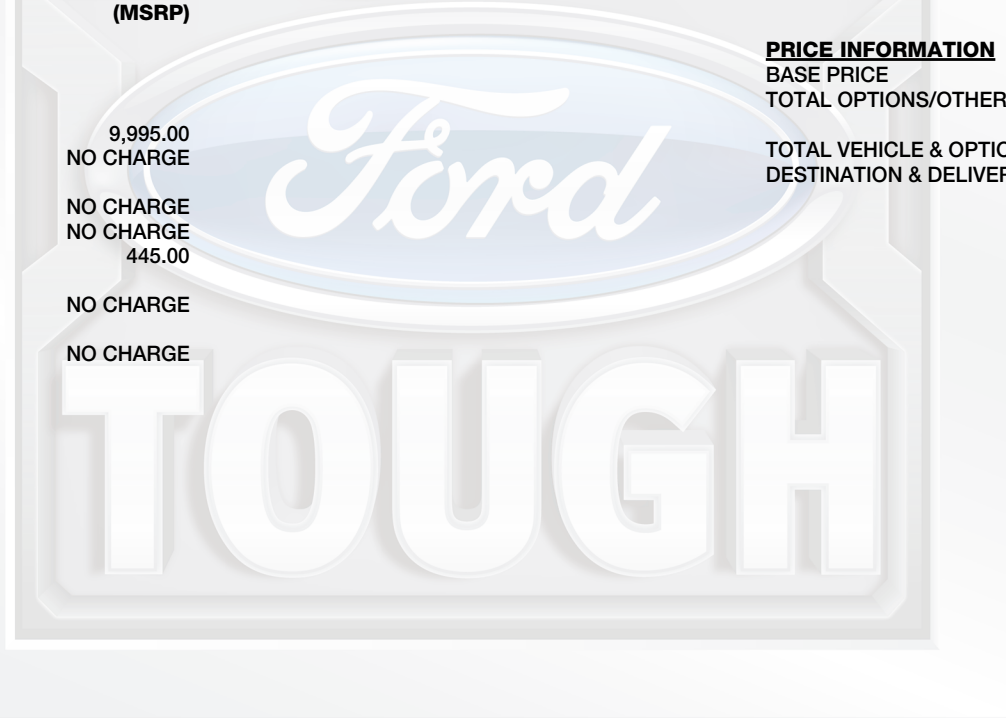 (MSRP)
9,995.00
NO CHARGE
NO CHARGE
NO CHARGE
445.00
NO CHARGE
NO CHARGE
PRICE INFORMATION
BASE PRICE
TOTAL OPTIONS/OTHER
TOTAL VEHICLE & OPTIO
DESTINATION & DELIVER
Ford
TOUGH